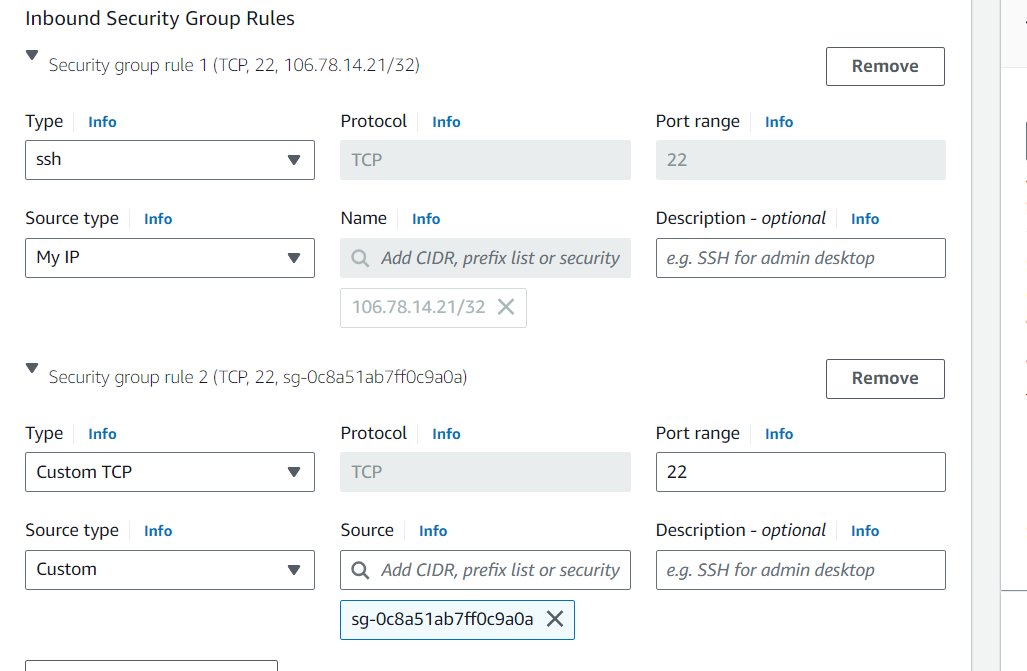 Inbound Security Group Rules
Security group rule 1 (TCP, 22, 106.78.14.21/32)
Remove
Type Info Protocol Info Port range Info
ssh TCP 22
Source type Info Name Info Description - optional Info
My IP Add CIDR, prefix list or security e.g. SSH for admin desktop
106.78.14.21/32
Security group rule 2 (TCP, 22, sg-0c8a51ab7ff0c9a0a)
Remove
Type Info Protocol Info Port range Info
Custom TCP TCP 22
Source type Info Source Info Description - optional Info
Custom Add CIDR, prefix list or security e.g. SSH for admin desktop
sg-0c8a51ab7ff0c9a0a